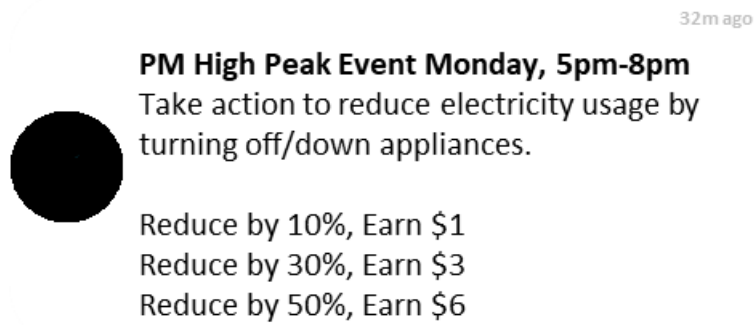 32m ago
PM High Peak Event Monday, 5pm-8pm
Take action to reduce electricity usage by
turning off/down appliances.
Reduce by 10%, Earn $1
Reduce by 30%, Earn $3
Reduce by 50%, Earn $6